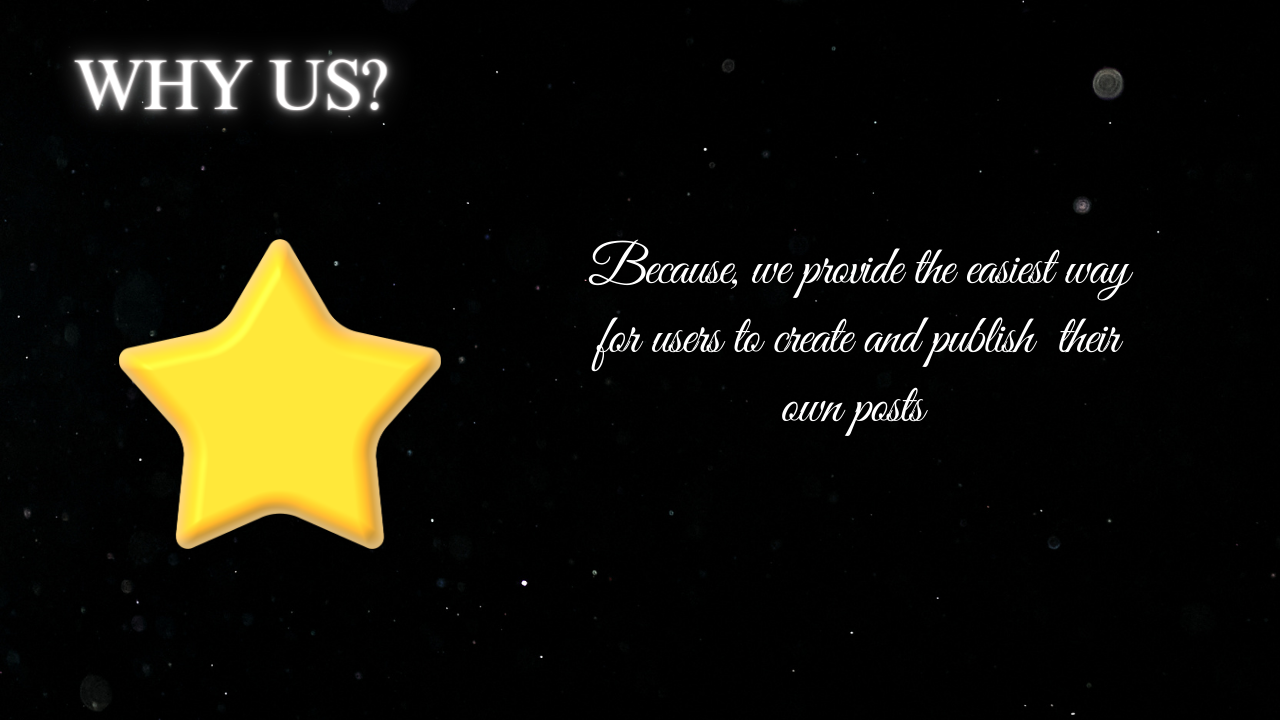 WHY US?
Because, we provide the easiest way
for users to create and publish  their
own posts